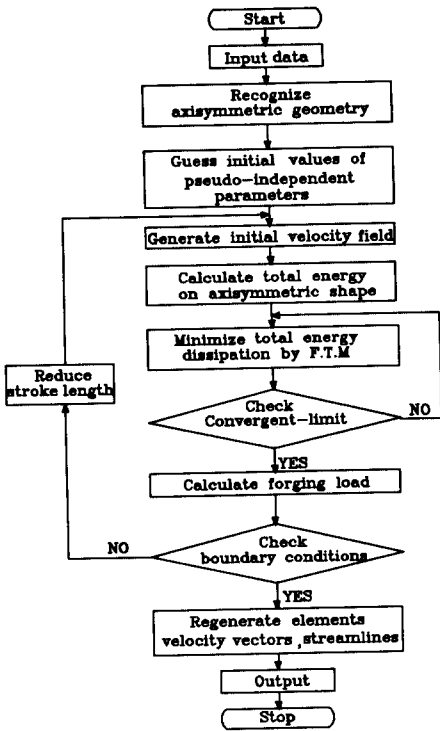 Start
Input data
Recognize
axisymmetric geometry
Guess initial values of
pseudo-independent
parameters
Generate initial velocity field
Calculate total energy
on axisymmetric shape
Minimize total energy
dissipation by F.T.M
Reduce
stroke length
Check
Convergent-limit
NO
YES
Calculate forging load
Check
boundary conditions
NO
YES
Regenerate elements
velocity vectors, streamlines
Output
Stop